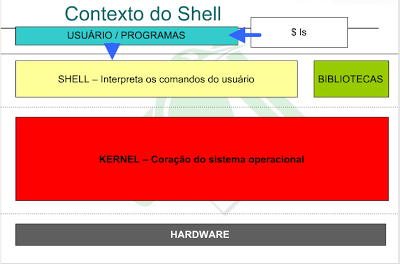 Contexto do Shell
USUÁRIO / PROGRAMAS
$ ls
SHELL – Interpreta os comandos do usuário
BIBLIOTECAS
KERNEL – Coração do sistema operacional
HARDWARE